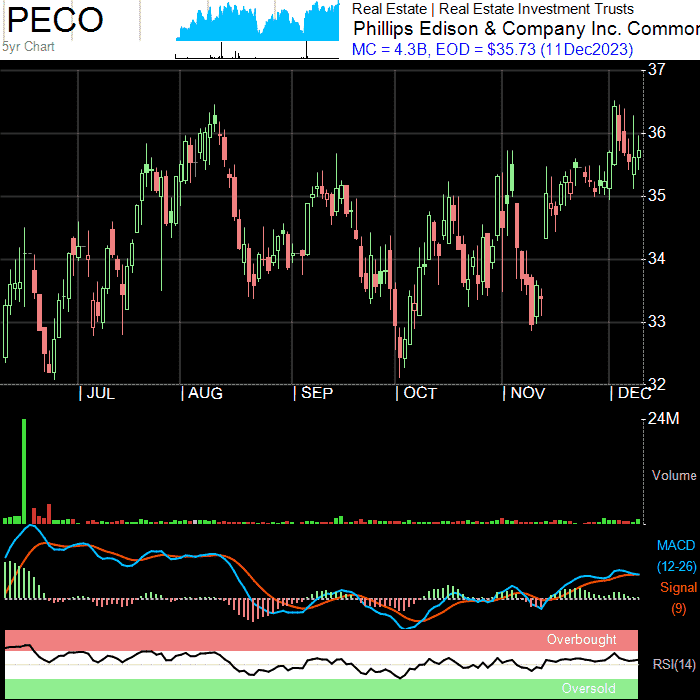 PECO
5yr Chart
Real Estate | Real Estate Investment Trusts
Phillips Edison & Company Inc. Common
MC = 4.3B, EOD = $35.73 (11Dec2023)
37
36
35
34
33
32
| JUL | AUG | SEP | OCT | NOV | DEC
24M
Volume
MACD
(12-26)
Signal
(9)
Overbought
RSI(14)
Oversold